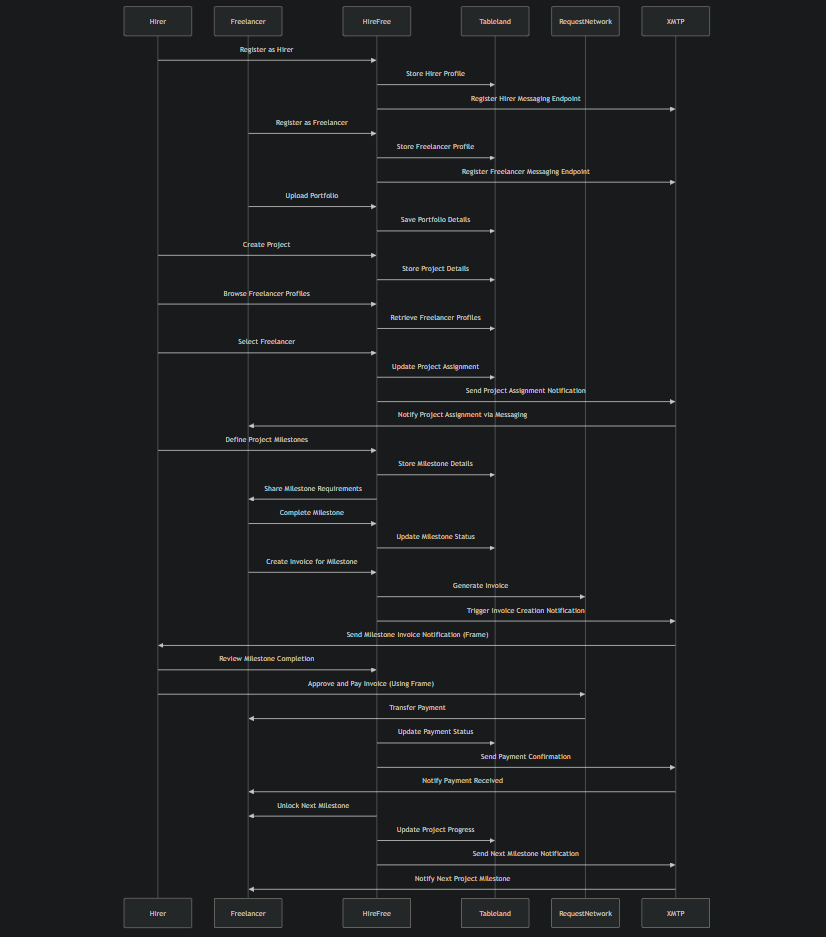 Hirer
Freelancer
HireFree
Tableland
RequestNetwork
XMTP
Register as Hirer
Store Hirer Profile
Register Hirer Messaging Endpoint
Register as Freelancer
Store Freelancer Profile
Register Freelancer Messaging Endpoint
Upload Portfolio
Save Portfolio Details
Create Project
Store Project Details
Browse Freelancer Profiles
Retrieve Freelancer Profiles
Select Freelancer
Update Project Assignment
Send Project Assignment Notification
Notify Project Assignment via Messaging
Define Project Milestones
Store Milestone Details
Share Milestone Requirements
Complete Milestone
Update Milestone Status
Create Invoice for Milestone
Generate Invoice
Trigger Invoice Creation Notification
Send Milestone Invoice Notification (Frame)
Review Milestone Completion
Approve and Pay Invoice (Using Frame)
Transfer Payment
Update Payment Status
Send Payment Confirmation
Notify Payment Received
Unlock Next Milestone
Update Project Progress
Send Next Milestone Notification
Notify Next Project Milestone
Hirer
Freelancer
HireFree
Tableland
RequestNetwork
XMTP